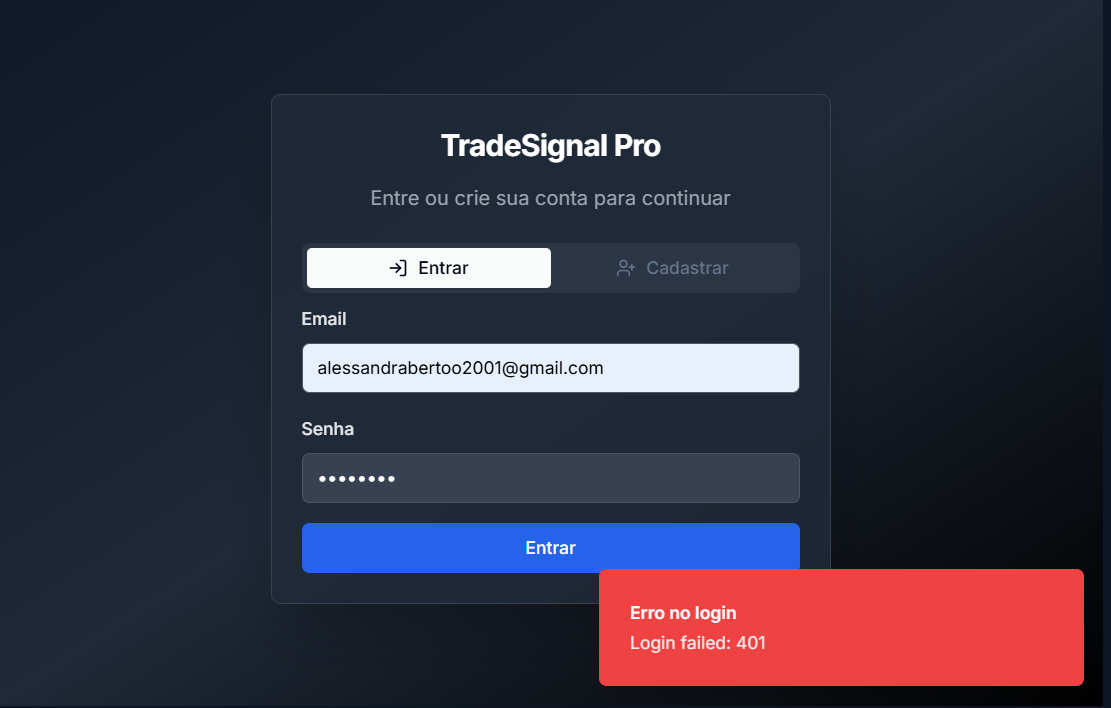 TradeSignal Pro
Entre ou crie sua conta para continuar
Entrar
Cadastrar
Email
alessandrabertoo2001@gmail.com
Senha
••••••••
Entrar
Erro no login
Login failed: 401